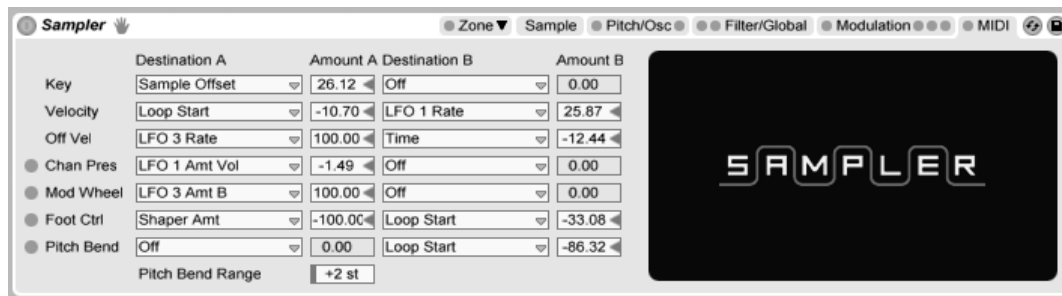 Sampler Zone Sample Pitch/Osc Filter/Global Modulation MIDI
Destination A Amount A Destination B Amount B
Key Sample Offset 26.12 Off 0.00
Velocity Loop Start -10.70 LFO 1 Rate 25.87
Off Vel LFO 3 Rate 100.00 Time -12.44
Chan Pres LFO 1 Amt Vol -1.49 Off 0.00
Mod Wheel LFO 3 Amt B 100.00 Off 0.00
Foot Ctrl Shaper Amt -100.00 Loop Start -33.08
Pitch Bend Off 0.00 Loop Start -86.32
Pitch Bend Range +2 st
SAMPLER